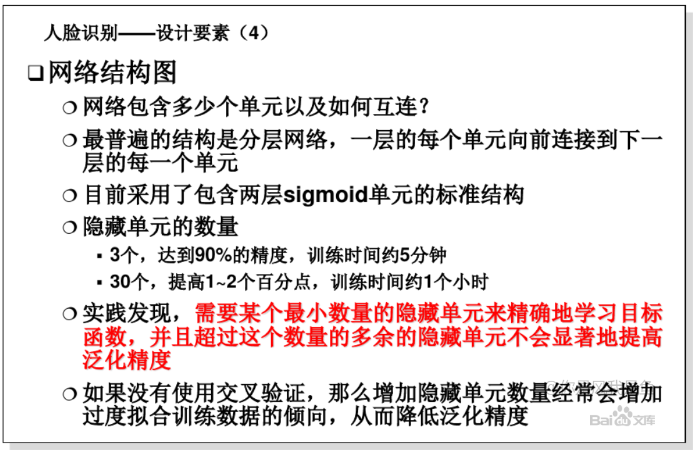 人脸识别——设计要素（4）
网络结构图
网络包含多少个单元以及如何互连？
最普遍的结构是分层网络，一层的每个单元向前连接到下一
层的每一个单元
目前采用了包含两层sigmoid单元的标准结构
隐藏单元的数量
3个，达到90%的精度，训练时间约5分钟
30个，提高1~2个百分点，训练时间约1个小时
实践发现，需要某个最小数量的隐藏单元来精确地学习目标
函数，并且超过这个数量的多余的隐藏单元不会显著地提高
泛化精度
如果没有使用交叉验证，那么增加隐藏单元数量经常会增加
过度拟合训练数据的倾向，从而降低泛化精度
Bai 文库